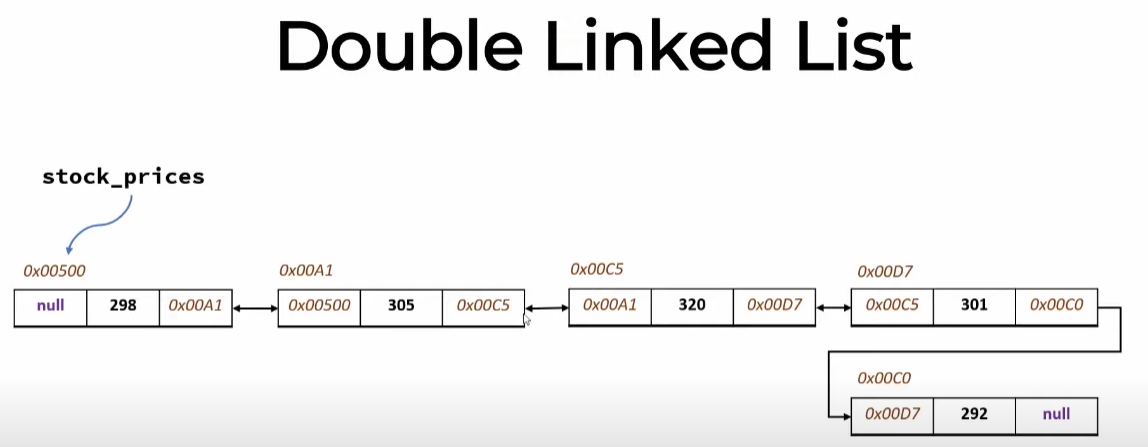 Double Linked List
stock_prices
0x00500
0x00A1
0x00C5
0x00D7
null 298 0x00A1
0x00500 305 0x00C5
0x00A1 320 0x00D7
0x00C5 301 0x00C0
0x00C0
0x00D7 292 null